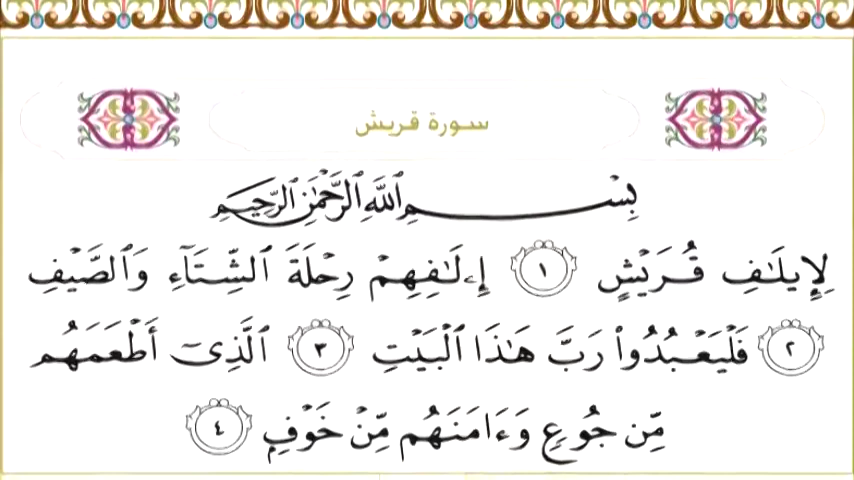 سورة قريش
بِسْمِ ٱللَّهِ ٱلرَّحْمَٰنِ ٱلرَّحِيمِ
لِإِيلَٰفِ قُرَيْشٍ ١ إِۦلَٰفِهِمْ رِحْلَةَ ٱلشِّتَآءِ وَٱلصَّيْفِ
٢ فَلْيَعْبُدُوا۟ رَبَّ هَٰذَا ٱلْبَيْتِ ٣ ٱلَّذِىٓ أَطْعَمَهُم
مِّن جُوعٍ وَءَامَنَهُم مِّنْ خَوْفٍ ٤